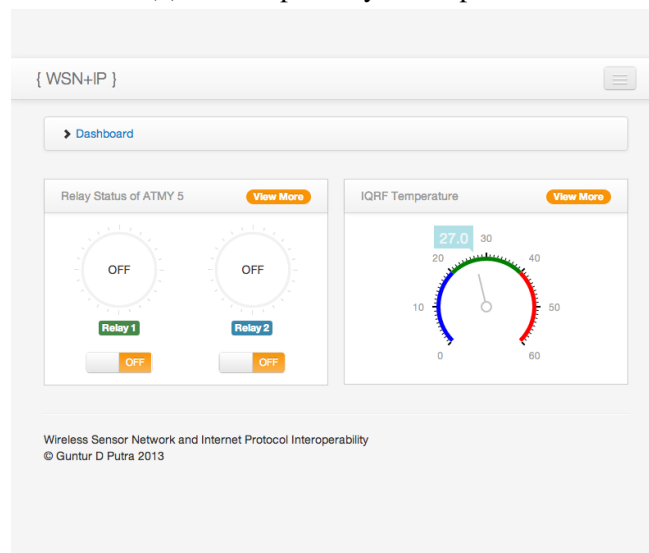 { WSN+IP }
Dashboard
Relay Status of ATMY 5 View More
OFF OFF
Relay 1 Relay 2
OFF OFF
IQRF Temperature View More
27.0
30
20 40
10 50
0 60
Wireless Sensor Network and Internet Protocol Interoperability
© Guntur D Putra 2013